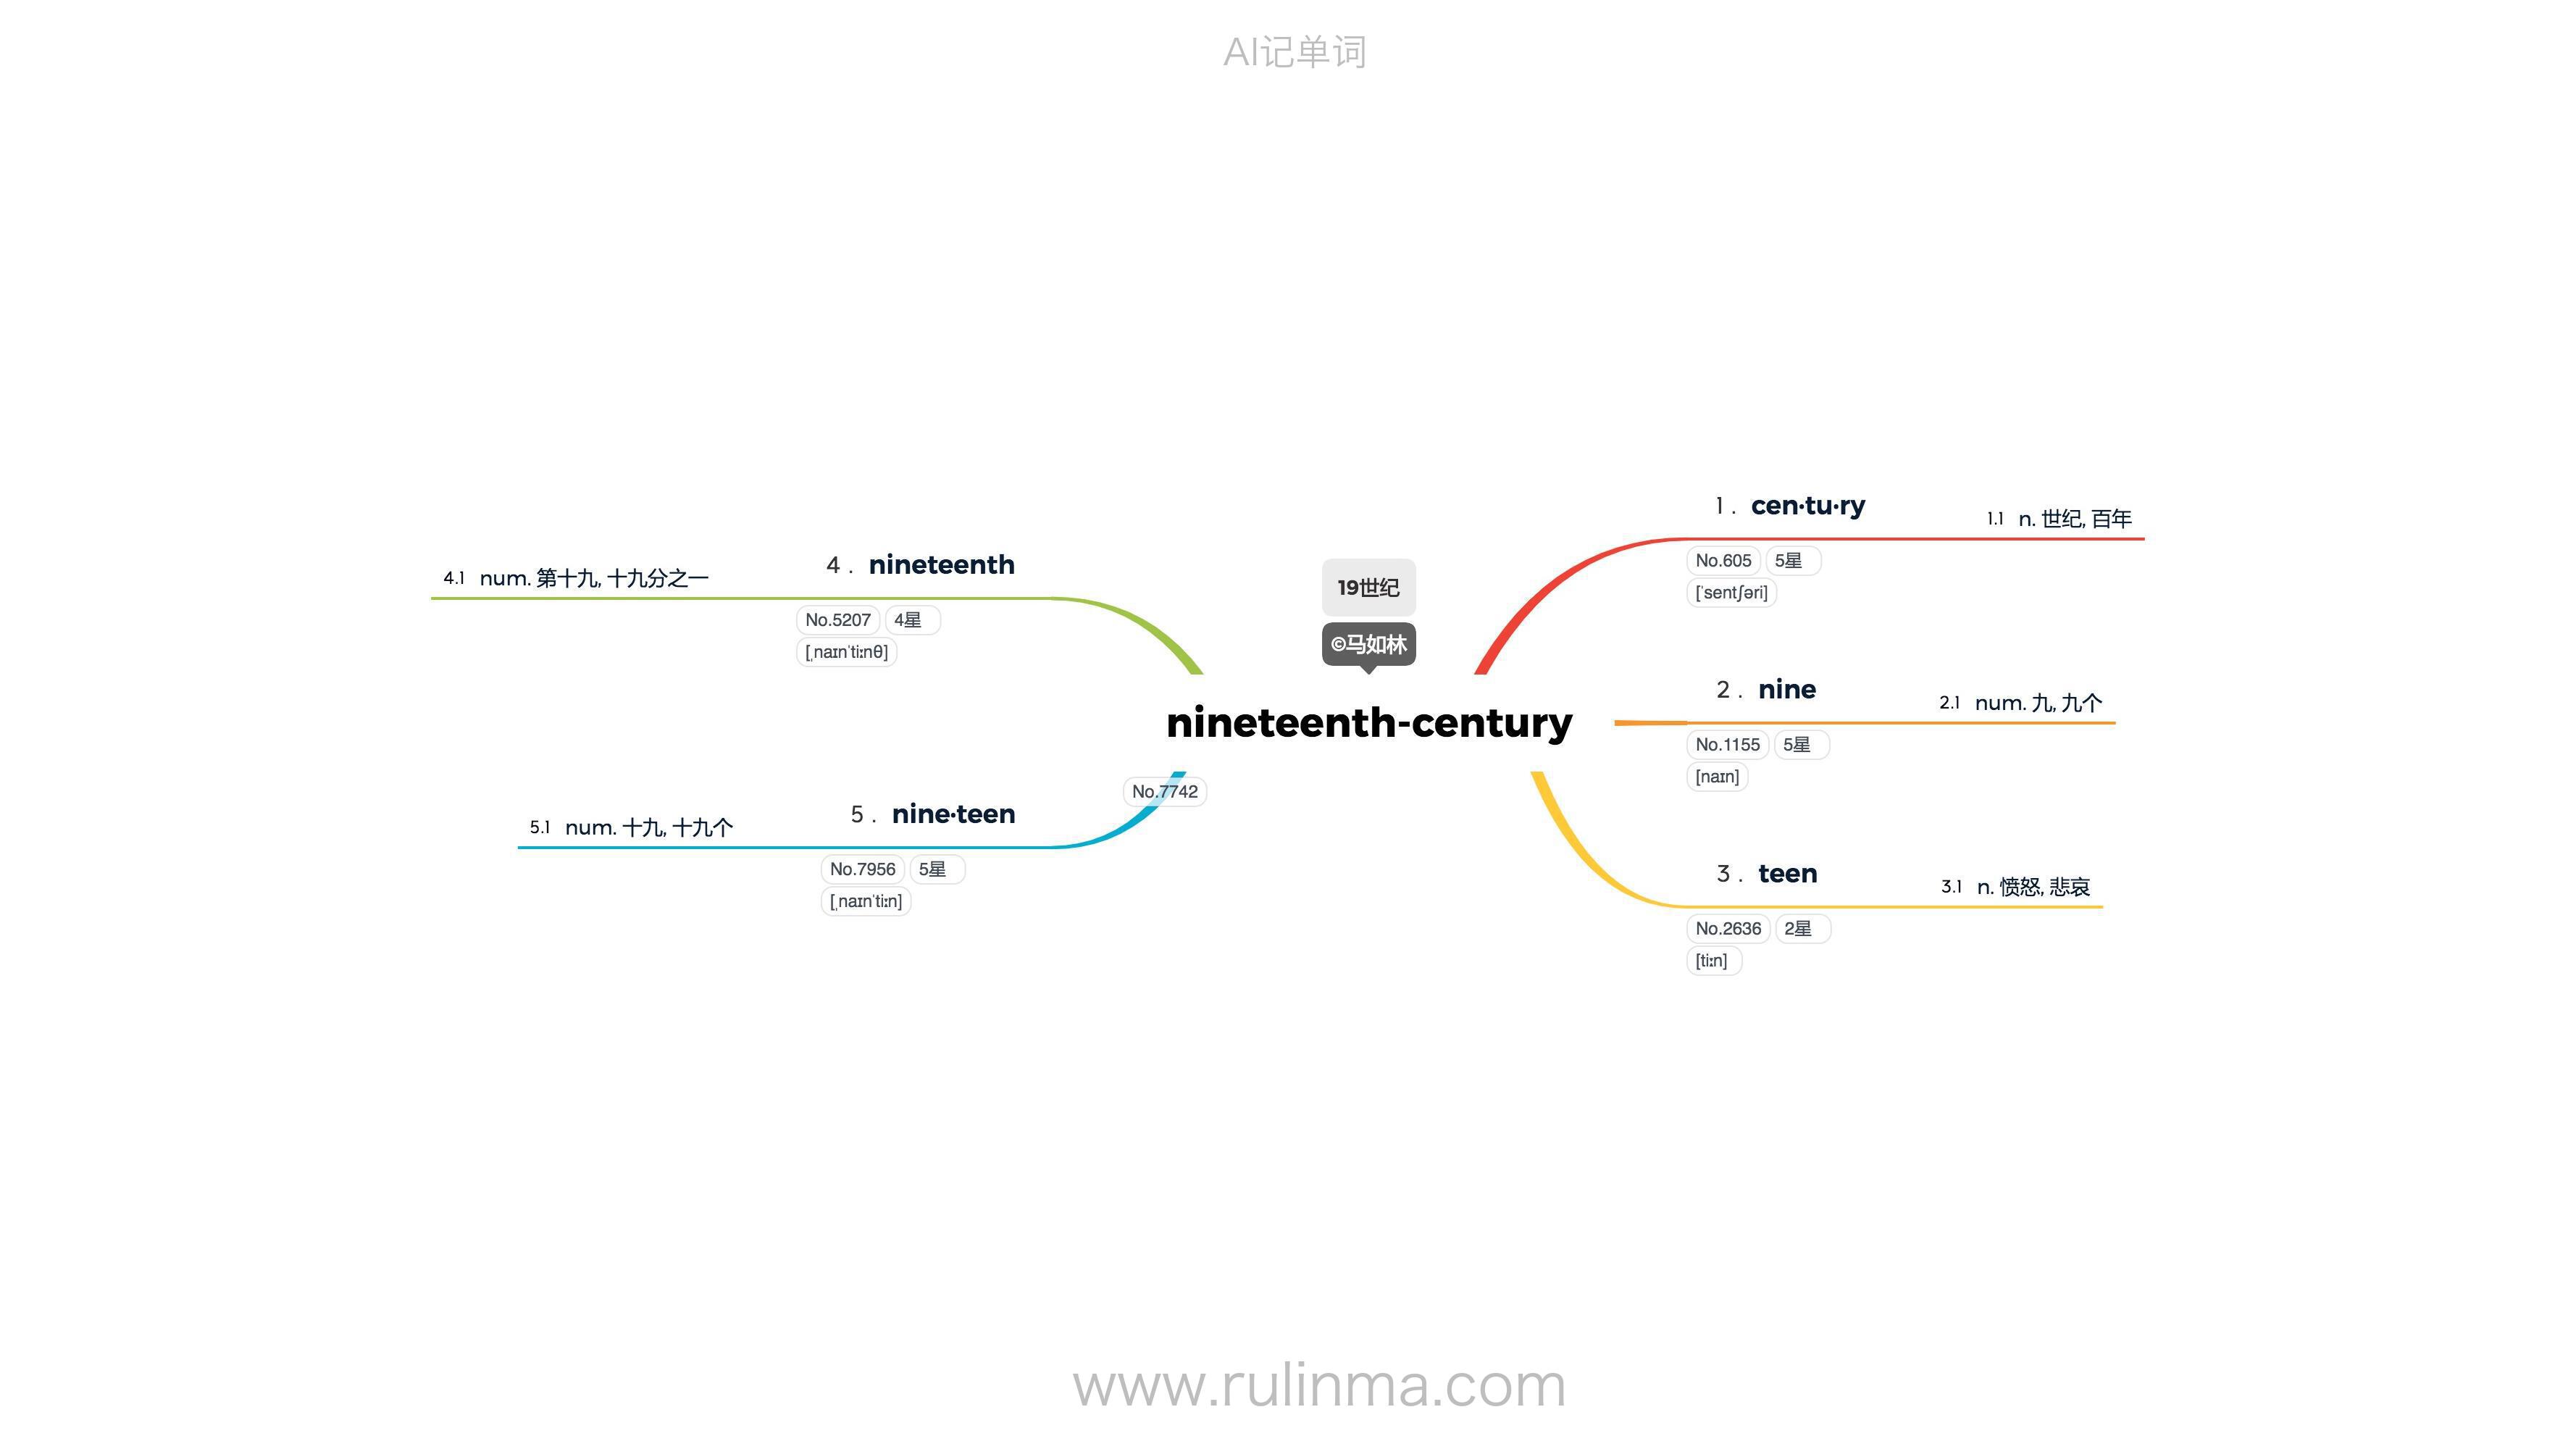 AI记单词
19世纪
©马如林
nineteenth-century
No.7742
1 . cen·tu·ry
No.605 5星
[ˈsentʃəri]
1.1 n. 世纪, 百年
2 . nine
No.1155 5星
[naɪn]
2.1 num. 九, 九个
3 . teen
No.2636 2星
[tiːn]
3.1 n. 愤怒, 悲哀
4 . nineteenth
No.5207 4星
[ˌnaɪnˈtiːnθ]
4.1 num. 第十九, 十九分之一
5 . nine·teen
No.7956 5星
[ˌnaɪnˈtiːn]
5.1 num. 十九, 十九个
www.rulinma.com